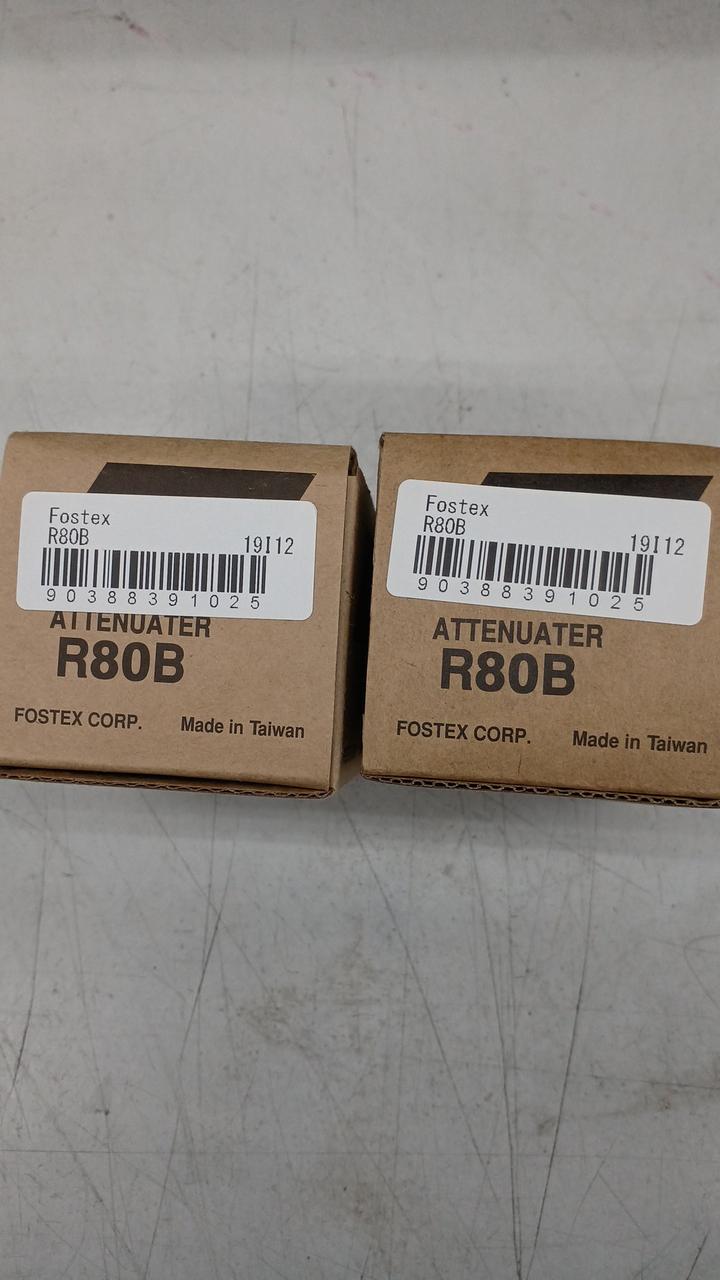 Fostex
R80B
19I12
90388391025
ATTENUATER
R80B
FOSTEX CORP. Made in Taiwan
Fostex
R80B
19I12
90388391025
ATTENUATER
R80B
FOSTEX CORP. Made in Taiwan